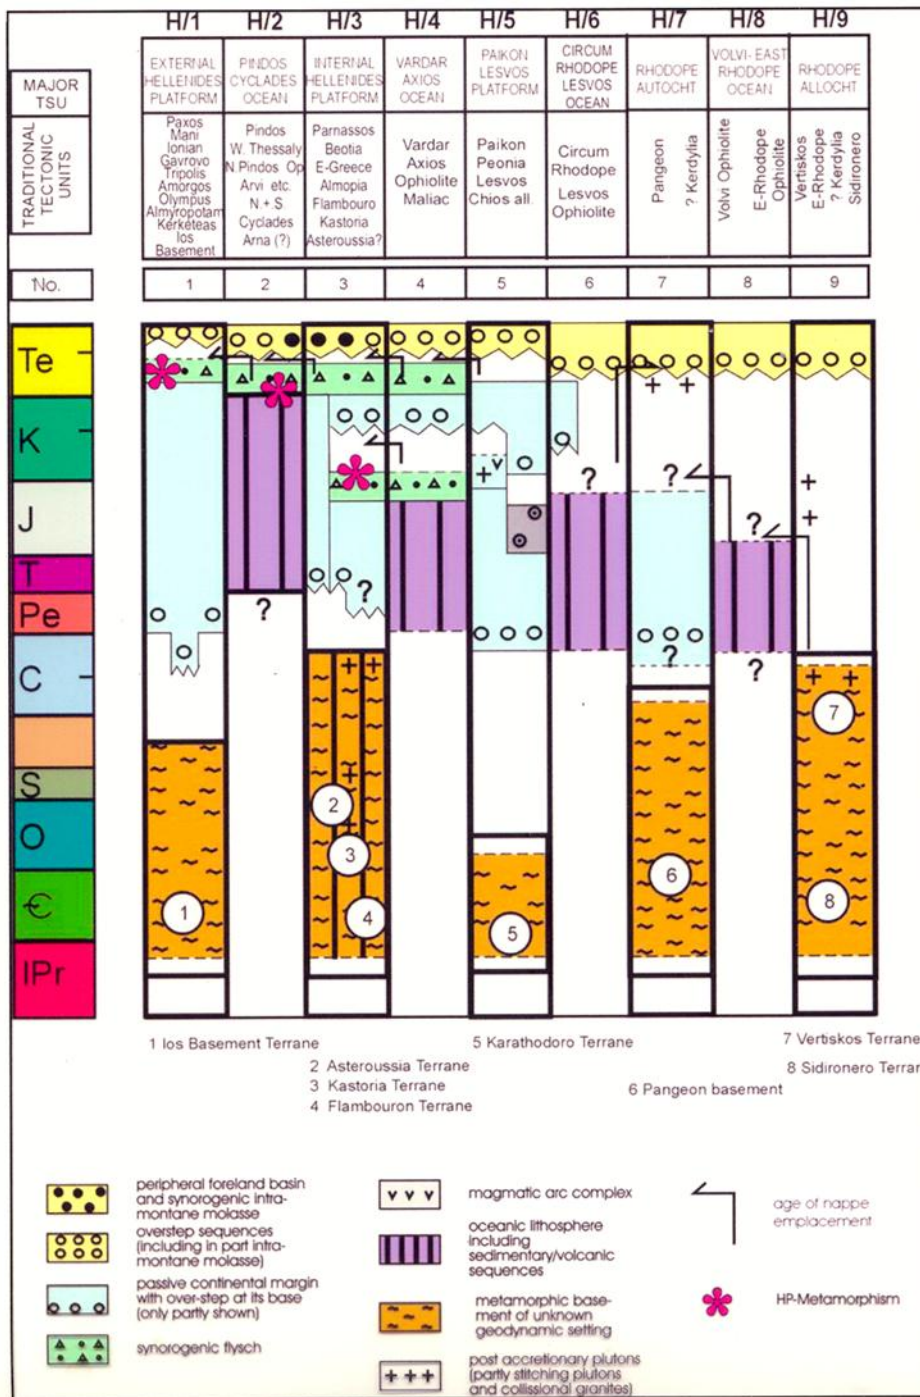 H/1 H/2 H/3 H/4 H/5 H/6 H/7 H/8 H/9
MAJOR
TSU
EXTERNAL
HELLENIDES
PLATFORM
PINDOS
CYCLADES
OCEAN
INTERNAL
HELLENIDES
PLATFORM
VARDAR
AXIOS
OCEAN
PAIKON
LESVOS
PLATFORM
CIRCUM
RHODOPE
LESVOS
OCEAN
RHODOPE
AUTOCHT
VOLVI-EAST
RHODOPE
OCEAN
RHODOPE
ALLOCHT
TRADITIONAL
TECTONIC
UNITS
Paxos
Mani
Ionian
Gavrovo
Tripolis
Amorgos
Olympus
Almyropotam
Kerketeas
Ios
Basement
Pindos
W. Thessaly
N.Pindos Op
Arvi etc.
N.+ S.
Cyclades
Arna (?)
Parnassos
Beotia
E-Greece
Almopia
Flambouro
Kastoria
Asteroussia?
Vardar
Axios
Ophiolite
Maliac
Paikon
Peonia
Lesvos
Chios all.
Circum
Rhodope
Lesvos
Ophiolite
Pangeon
? Kerdylia
Volvi Ophiolite
E-Rhodope
Ophiolite
Vertiskos
E-Rhodope
? Kerdylia
Sidironero
No. 1 2 3 4 5 6 7 8 9
Te
K
J
T
Pe
C
S
O
Є
lPr
? ? ? ? ? ? ? ?
1
2
3
4
5
6
7
8
1 Ios Basement Terrane
2 Asteroussia Terrane
3 Kastoria Terrane
4 Flambouron Terrane
5 Karathodoro Terrane
6 Pangeon basement
7 Vertiskos Terrane
8 Sidironero Terran
peripheral foreland basin
and synorogenic intra-
montane molasse
overstep sequences
(including in part intra-
montane molasse)
passive continental margin
with over-step at its base
(only partly shown)
synorogenic flysch
magmatic arc complex
oceanic lithosphere
including
sedimentary/volcanic
sequences
metamorphic base-
ment of unknown
geodynamic setting
post accretionary plutons
(partly stitching plutons
and collissional granites)
age of nappe
emplacement
HP-Metamorphism